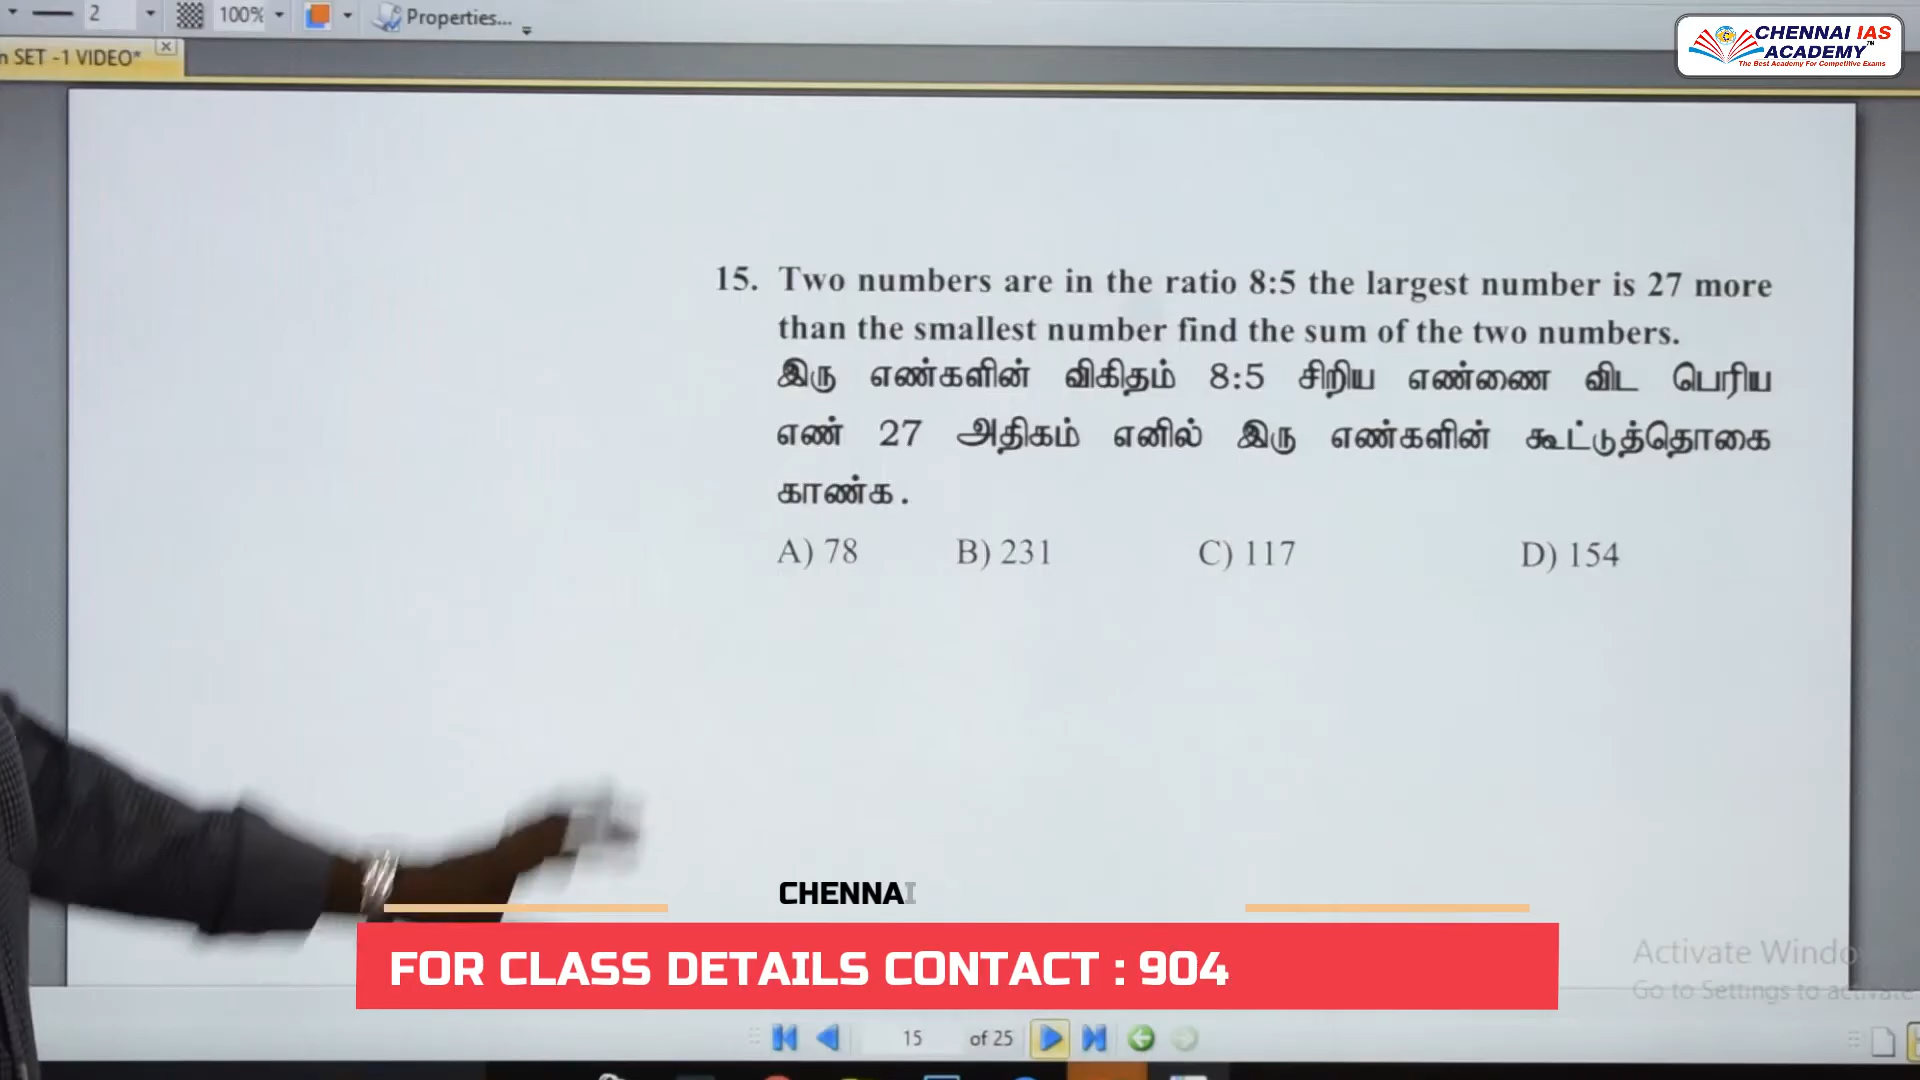 2
100%
Properties...
SET -1 VIDEO*
CHENNAI IAS
ACADEMY™
The Best Academy For Competitive Exams
15. Two numbers are in the ratio 8:5 the largest number is 27 more
than the smallest number find the sum of the two numbers.
இரு எண்களின் விகிதம் 8:5 சிறிய எண்ணை விட பெரிய
எண் 27 அதிகம் எனில் இரு எண்களின் கூட்டுத்தொகை
காண்க.
A) 78 B) 231 C) 117 D) 154
CHENNAI
FOR CLASS DETAILS CONTACT : 904
Activate Windo
Go to Settings to activate
15 of 25